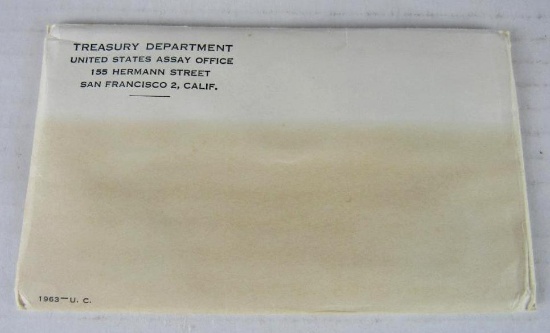 TREASURY DEPARTMENT
UNITED STATES ASSAY OFFICE
155 HERMANN STREET
SAN FRANCISCO 2, CALIF.
1963—U. C.